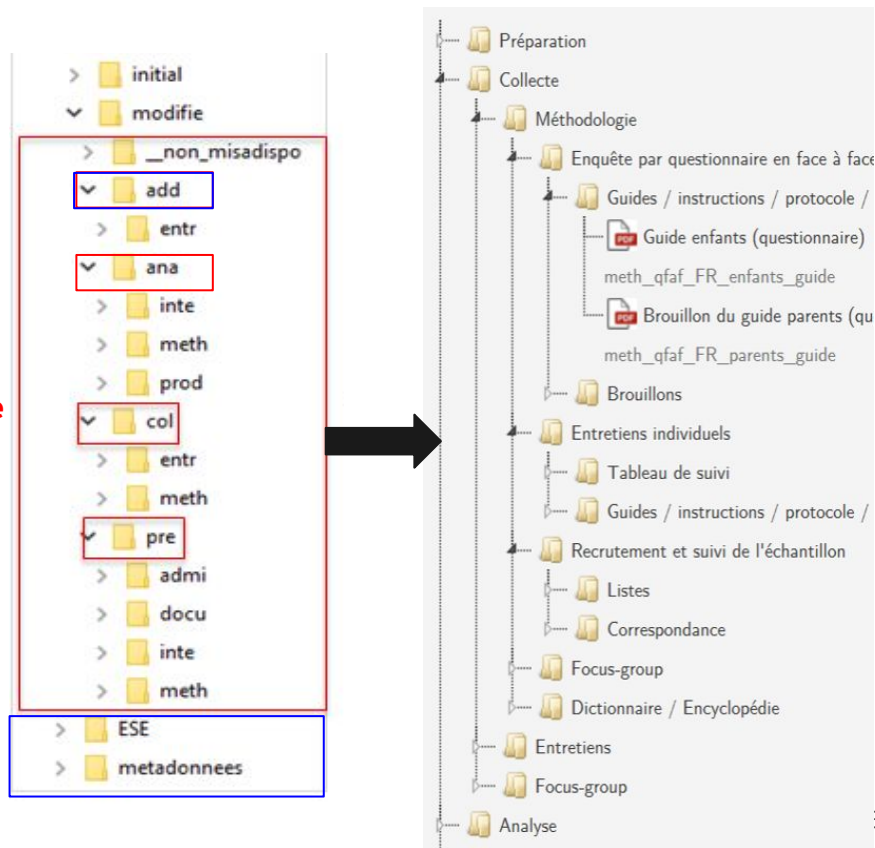 initial
modifie
__non_misadispo
add
entr
ana
inte
meth
prod
col
entr
meth
pre
admi
docu
inte
meth
ESE
metadonnees
Préparation
Collecte
Méthodologie
Enquête par questionnaire en face à face
Guides / instructions / protocole /
PDF Guide enfants (questionnaire)
meth_qfaf_FR_enfants_guide
PDF Brouillon du guide parents (qu
meth_qfaf_FR_parents_guide
Brouillons
Entretiens individuels
Tableau de suivi
Guides / instructions / protocole /
Recrutement et suivi de l'échantillon
Listes
Correspondance
Focus-group
Dictionnaire / Encyclopédie
Entretiens
Focus-group
Analyse